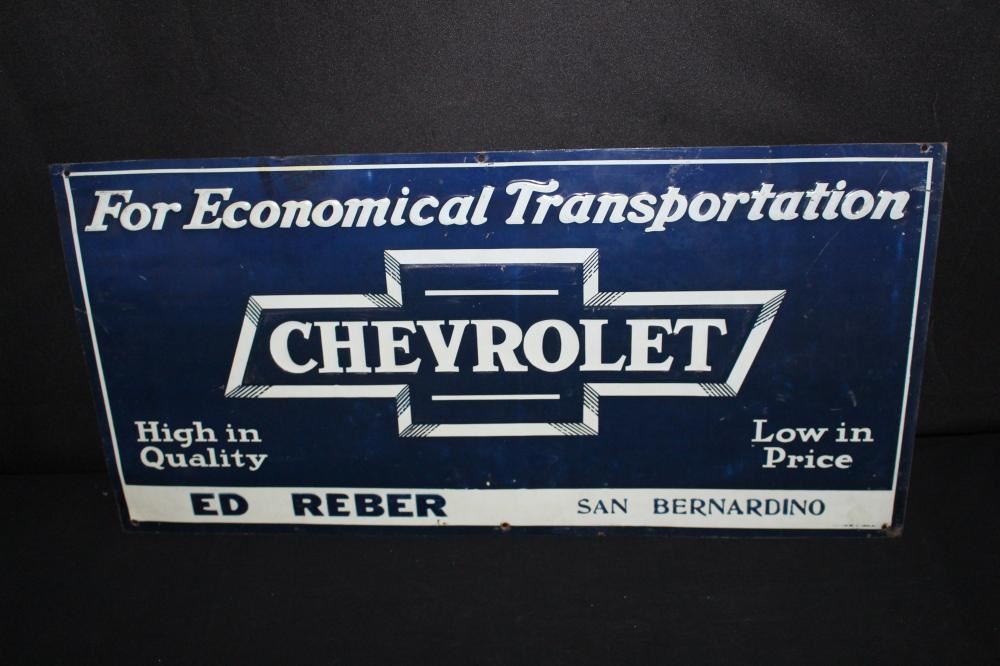 For Economical Transportation
CHEVROLET
High in
Quality
Low in
Price
ED REBER SAN BERNARDINO